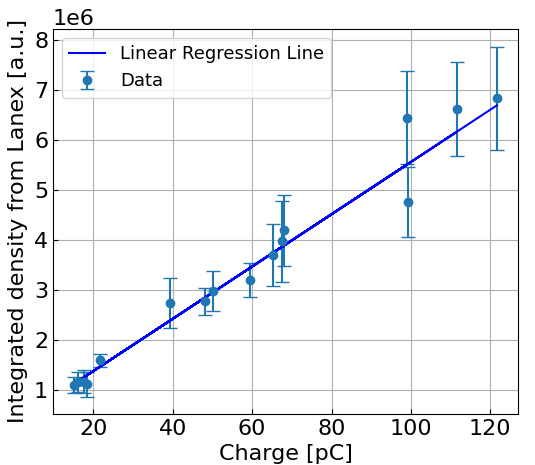 1e6
Linear Regression Line
Data
Integrated density from Lanex [a.u.]
8
7
6
5
4
3
2
1
20 40 60 80 100 120
Charge [pC]